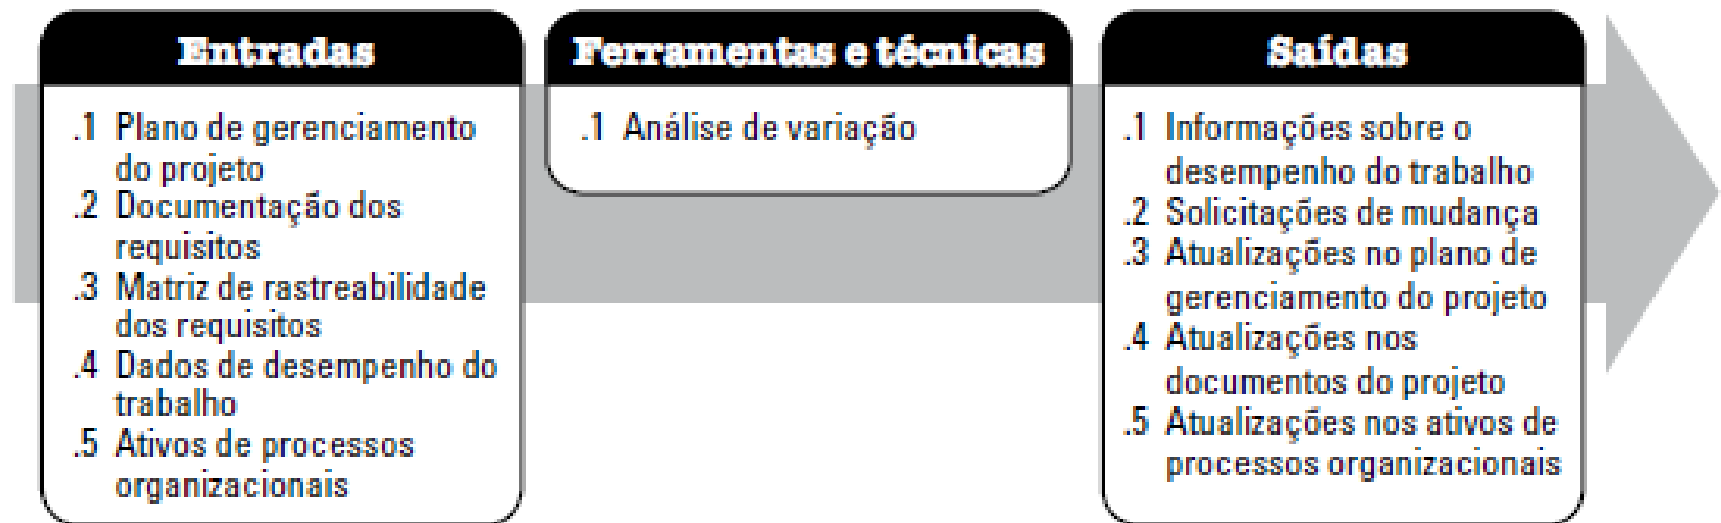 Entradas
.1 Plano de gerenciamento
do projeto
.2 Documentação dos
requisitos
.3 Matriz de rastreabilidade
dos requisitos
.4 Dados de desempenho do
trabalho
.5 Ativos de processos
organizacionais
Ferramentas e técnicas
.1 Análise de variação
Saídas
.1 Informações sobre o
desempenho do trabalho
.2 Solicitações de mudança
.3 Atualizações no plano de
gerenciamento do projeto
.4 Atualizações nos
documentos do projeto
.5 Atualizações nos ativos de
processos organizacionais